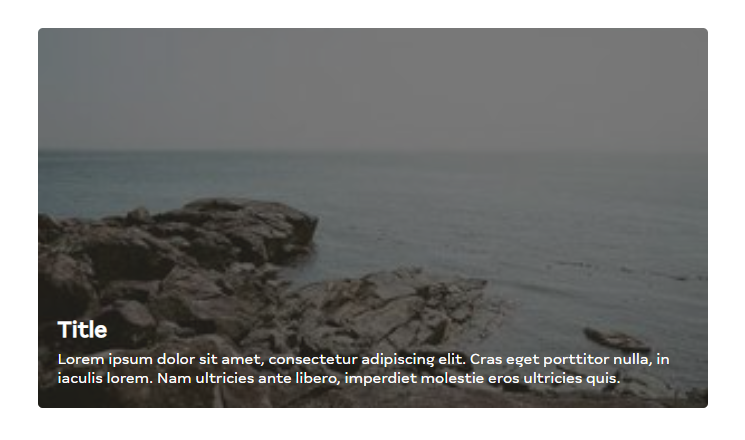 Title
Lorem ipsum dolor sit amet, consectetur adipiscing elit. Cras eget porttitor nulla, in
iaculis lorem. Nam ultricies ante libero, imperdiet molestie eros ultricies quis.